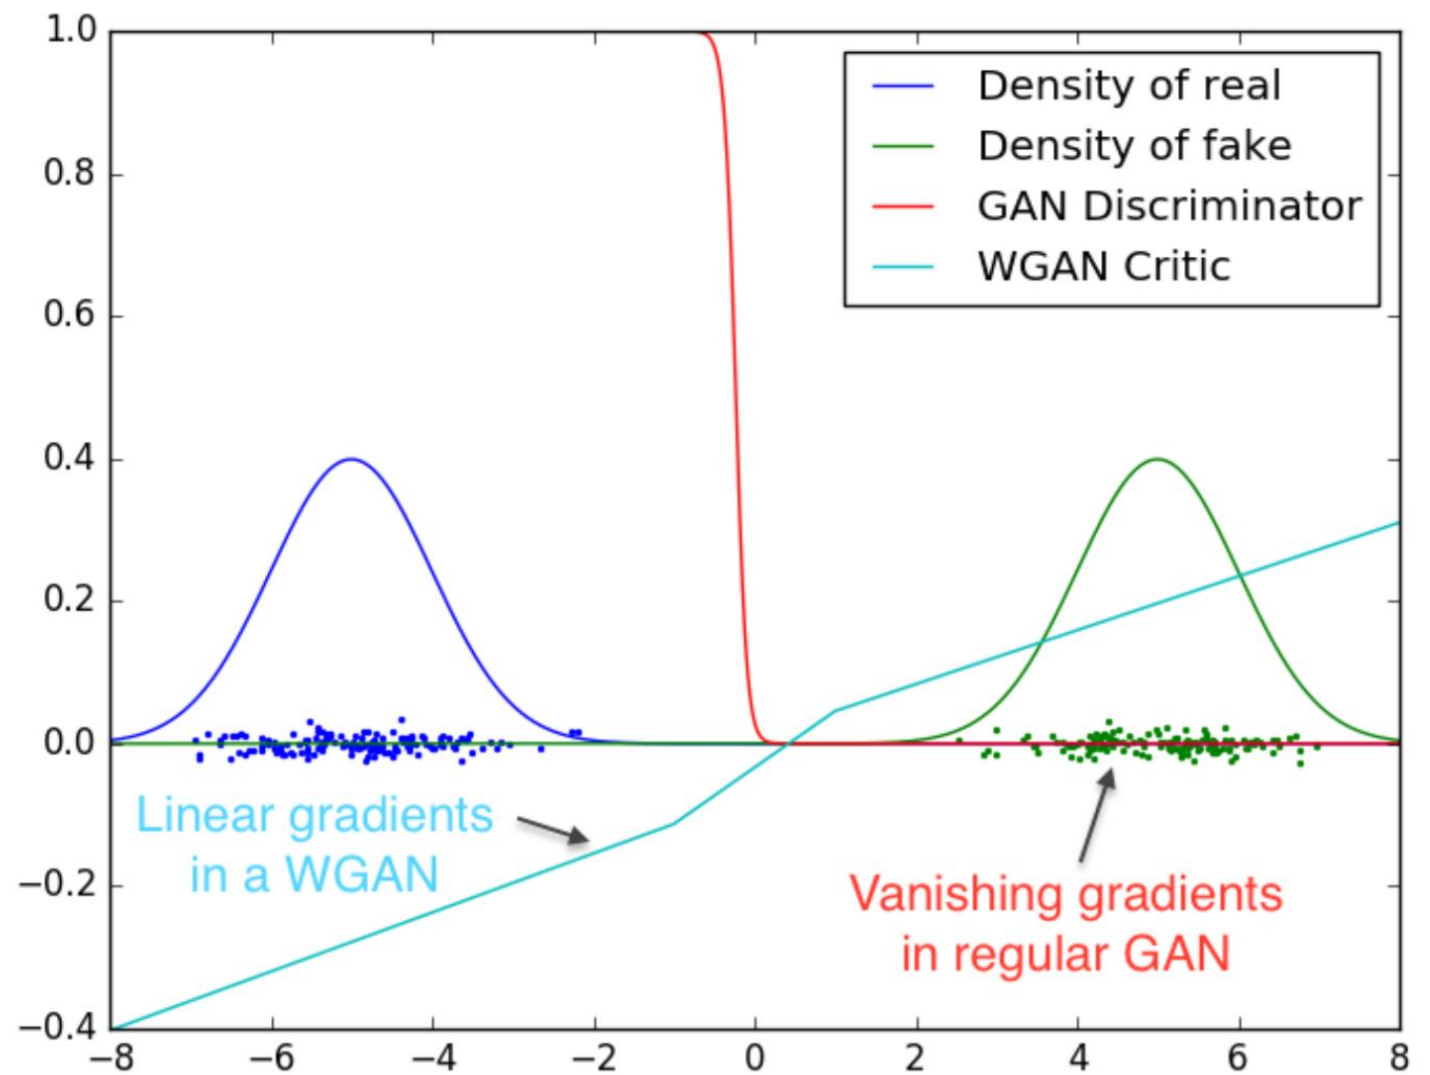 1.0
0.8
0.6
0.4
0.2
0.0
−0.2
−0.4
Density of real
Density of fake
GAN Discriminator
WGAN Critic
Linear gradients
in a WGAN
Vanishing gradients
in regular GAN
−8 −6 −4 −2 0 2 4 6 8